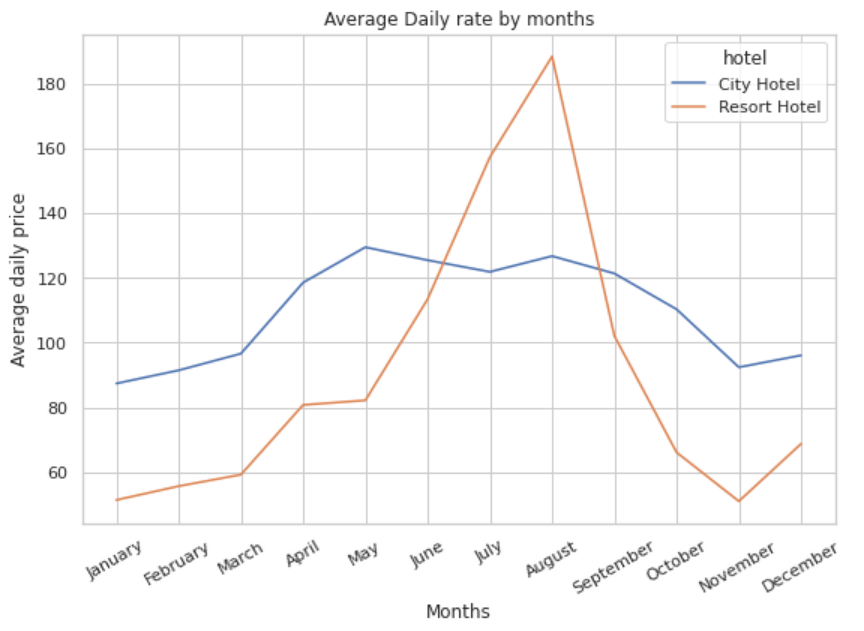 Average Daily rate by months
hotel
City Hotel
Resort Hotel
Average daily price
180
160
140
120
100
80
60
January February March April May June July August September October November December
Months